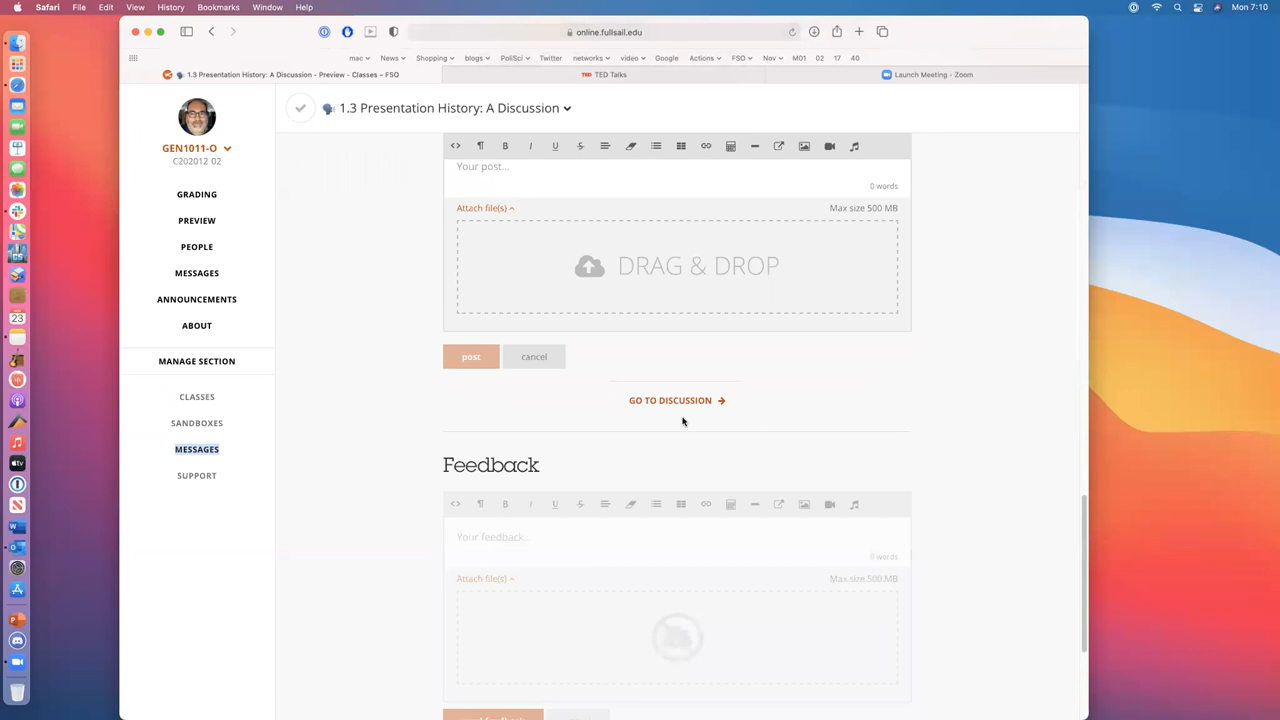 Safari File Edit View History Bookmarks Window Help Mon 7:10
online.fullsail.edu
mac News Shopping blogs PoliSci Twitter networks video Google Actions FSO Nov M01 02 17 40
1.3 Presentation History: A Discussion - Preview - Classes ~ FSO TED TED Talks Launch Meeting - Zoom
GEN1011-O
C202012 02
GRADING
PREVIEW
PEOPLE
MESSAGES
ANNOUNCEMENTS
ABOUT
MANAGE SECTION
CLASSES
SANDBOXES
MESSAGES
SUPPORT
1.3 Presentation History: A Discussion
Your post...
0 words
Attach file(s) Max size 500 MB
DRAG & DROP
post cancel
GO TO DISCUSSION
Feedback
Your feedback...
0 words
Attach file(s) Max size 500 MB
23